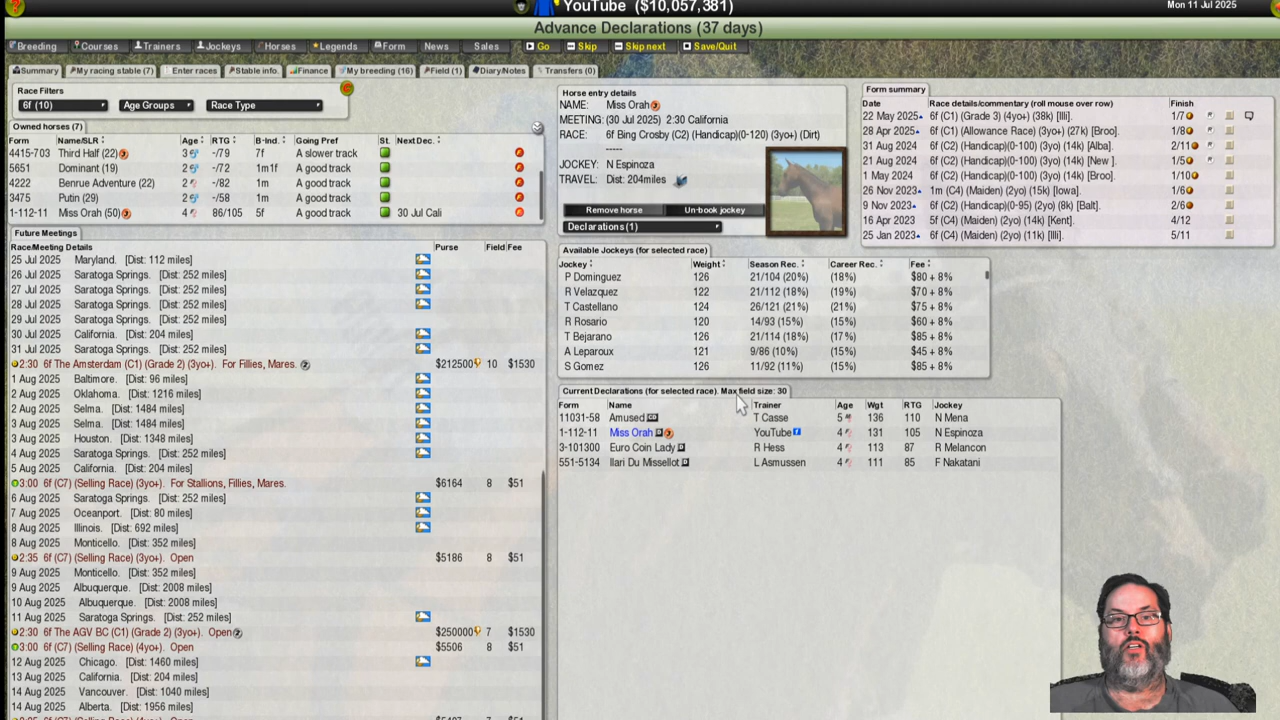 YouTube ($10,057,381)
Mon 11 Jul 2025
Advance Declarations (37 days)
Breeding Courses Trainers Jockeys Horses Legends Form News Sales Go Skip Skip next Save/Quit
Summary My racing stable (7) Enter races Stable info. Finance My breeding (16) Field (1) Diary/Notes Transfers (0)
Race Filters
6f (10) Age Groups Race Type
Owned horses (7)
Form Name/SLR Age RTG B-Ind. Going Pref St. Next Dec.
4415-703 Third Half (22) 3 -/79 7f A slower track
5651 Dominant (19) 2 -/72 1m1f A good track
4222 Benrue Adventure (22) 2 -/82 1m A good track
3475 Putin (29) 2 -/58 1m A good track
1-112-11 Miss Orah (50) 4 86/105 5f A good track 30 Jul Cali
Future Meetings
Race/Meeting Details Purse Field Fee
25 Jul 2025 Maryland. [Dist: 112 miles]
26 Jul 2025 Saratoga Springs. [Dist: 252 miles]
27 Jul 2025 Saratoga Springs. [Dist: 252 miles]
28 Jul 2025 Saratoga Springs. [Dist: 252 miles]
29 Jul 2025 Saratoga Springs. [Dist: 252 miles]
30 Jul 2025 California. [Dist: 204 miles]
31 Jul 2025 Saratoga Springs. [Dist: 252 miles]
2:30 6f The Amsterdam (C1) (Grade 2) (3yo+). For Fillies, Mares. $212500 10 $1530
1 Aug 2025 Baltimore. [Dist: 96 miles]
2 Aug 2025 Oklahoma. [Dist: 1216 miles]
2 Aug 2025 Selma. [Dist: 1484 miles]
3 Aug 2025 Selma. [Dist: 1484 miles]
3 Aug 2025 Houston. [Dist: 1348 miles]
4 Aug 2025 Saratoga Springs. [Dist: 252 miles]
5 Aug 2025 California. [Dist: 204 miles]
3:00 6f (C7) (Selling Race) (3yo+). For Stallions, Fillies, Mares. $6164 8 $51
6 Aug 2025 Saratoga Springs. [Dist: 252 miles]
7 Aug 2025 Oceanport. [Dist: 80 miles]
8 Aug 2025 Illinois. [Dist: 692 miles]
8 Aug 2025 Monticello. [Dist: 352 miles]
2:35 6f (C7) (Selling Race) (3yo+). Open $5186 8 $51
9 Aug 2025 Monticello. [Dist: 352 miles]
9 Aug 2025 Albuquerque. [Dist: 2008 miles]
10 Aug 2025 Albuquerque. [Dist: 2008 miles]
11 Aug 2025 Saratoga Springs. [Dist: 252 miles]
2:30 6f The AGV BC (C1) (Grade 2) (3yo+). Open $250000 7 $1530
3:00 6f (C7) (Selling Race) (4yo+). Open $5506 8 $51
12 Aug 2025 Chicago. [Dist: 1460 miles]
13 Aug 2025 California. [Dist: 204 miles]
14 Aug 2025 Vancouver. [Dist: 1040 miles]
14 Aug 2025 Alberta. [Dist: 1956 miles]
Horse entry details
NAME: Miss Orah
MEETING: (30 Jul 2025) 2:30 California
RACE: 6f Bing Crosby (C2) (Handicap)(0-120) (3yo+) (Dirt)
-----
JOCKEY: N Espinoza
TRAVEL: Dist: 204miles
Remove horse Un-book jockey
Declarations (1)
Available Jockeys (for selected race)
Jockey: Weight Season Rec. Career Rec. Fee
P Dominguez 126 21/104 (20%) (18%) $80 + 8%
R Velazquez 122 21/112 (18%) (19%) $70 + 8%
T Castellano 124 26/121 (21%) (21%) $75 + 8%
R Rosario 120 14/93 (15%) (15%) $60 + 8%
T Bejarano 126 21/114 (18%) (17%) $85 + 8%
A Leparoux 121 9/86 (10%) (15%) $45 + 8%
S Gomez 126 11/92 (11%) (15%) $85 + 8%
Current Declarations (for selected race). Max field size: 30
Form Name Trainer Age Wgt RTG Jockey
11031-58 Amused T Casse 5 136 110 N Mena
1-112-11 Miss Orah YouTube 4 131 105 N Espinoza
3-101300 Euro Coin Lady R Hess 4 113 87 R Melancon
551-5134 Ilari Du Missellot L Asmussen 4 111 85 F Nakatani
Form summary
Date Race details/commentary (roll mouse over row) Finish
22 May 2025 6f (C1) (Grade 3) (4yo+) (38k) [Illi]. 1/7
28 Apr 2025 6f (C1) (Allowance Race) (3yo+) (27k) [Broo]. 1/8
31 Aug 2024 6f (C2) (Handicap)(0-100) (3yo) (14k) [Alba]. 2/11
21 Aug 2024 6f (C2) (Handicap)(0-100) (3yo) (14k) [New ]. 1/5
1 May 2024 6f (C2) (Handicap)(0-100) (3yo) (14k) [Broo]. 1/10
26 Nov 2023 1m (C4) (Maiden) (2yo) (15k) [Iowa]. 1/6
9 Nov 2023 6f (C2) (Handicap)(0-95) (2yo) (8k) [Balt]. 2/6
16 Apr 2023 5f (C4) (Maiden) (2yo) (14k) [Kent]. 4/12
25 Jan 2023 6f (C4) (Maiden) (2yo) (11k) [Illi]. 5/11